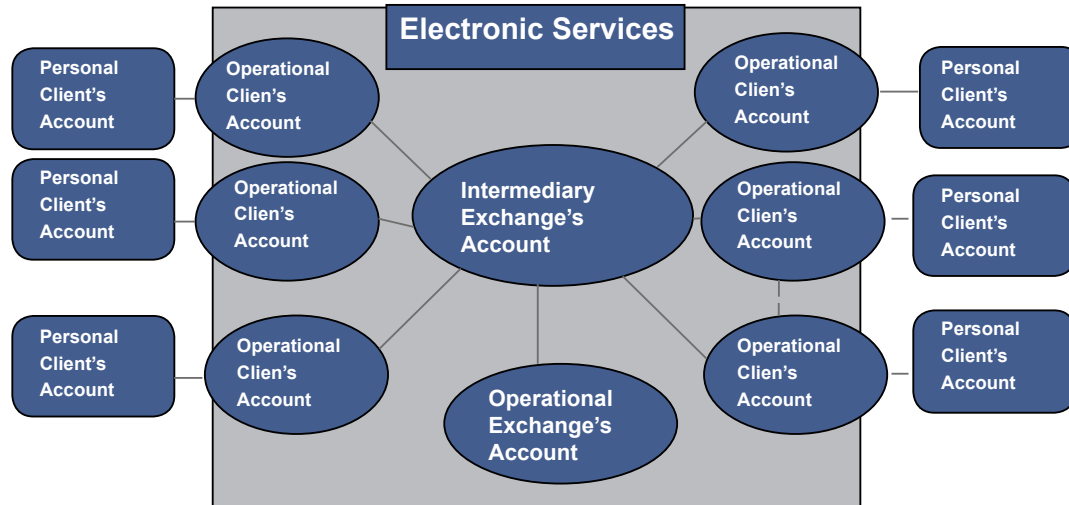 Electronic Services
Personal
Client's
Account
Operational
Clien's
Account
Operational
Clien's
Account
Personal
Client's
Account
Personal
Client's
Account
Operational
Clien's
Account
Intermediary
Exchange's
Account
Operational
Clien's
Account
Personal
Client's
Account
Personal
Client's
Account
Operational
Clien's
Account
Operational
Exchange's
Account
Operational
Clien's
Account
Personal
Client's
Account